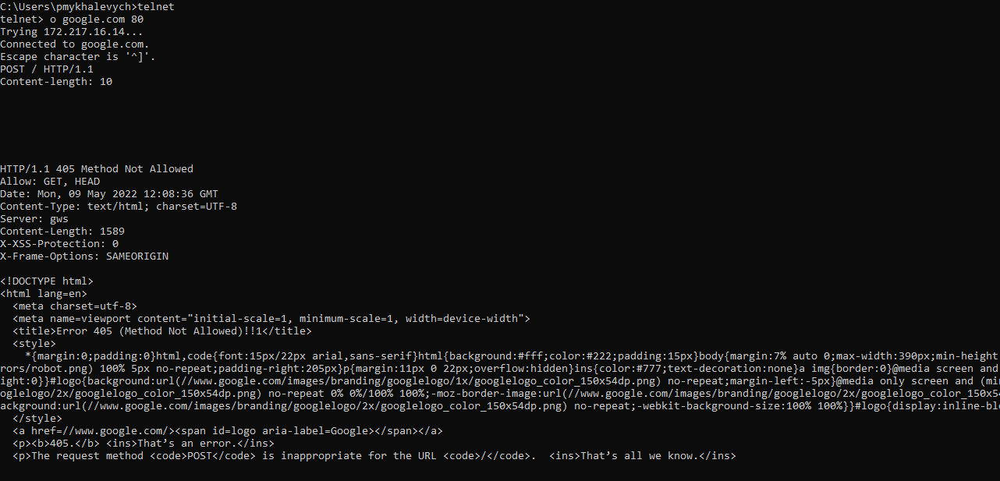 C:\Users\pmykhalevych>telnet
telnet> o google.com 80
Trying 172.217.16.14...
Connected to google.com.
Escape character is '^]'.
POST / HTTP/1.1
Content-length: 10
HTTP/1.1 405 Method Not Allowed
Allow: GET, HEAD
Date: Mon, 09 May 2022 12:08:36 GMT
Content-Type: text/html; charset=UTF-8
Server: gws
Content-Length: 1589
X-XSS-Protection: 0
X-Frame-Options: SAMEORIGIN
<!DOCTYPE html>
<html lang=en>
  <meta charset=utf-8>
  <meta name=viewport content="initial-scale=1, minimum-scale=1, width=device-width">
  <title>Error 405 (Method Not Allowed)!!1</title>
  <style>
    *{margin:0;padding:0}html,code{font:15px/22px arial,sans-serif}html{background:#fff;color:#222;padding:15px}body{margin:7% auto 0;max-width:390px;min-height
rors/robot.png) 100% 5px no-repeat;padding-right:205px}p{margin:11px 0 22px;overflow:hidden}ins{color:#777;text-decoration:none}a img{border:0}@media screen and
ight:0}}#logo{background:url(//www.google.com/images/branding/googlelogo/1x/googlelogo_color_150x54dp.png) no-repeat;margin-left:-5px}@media only screen and (min
oglelogo/2x/googlelogo_color_150x54dp.png) no-repeat 0% 0%/100% 100%;-moz-border-image:url(//www.google.com/images/branding/googlelogo/2x/googlelogo_color_150x54
ackground:url(//www.google.com/images/branding/googlelogo/2x/googlelogo_color_150x54dp.png) no-repeat;-webkit-background-size:100% 100%}}#logo{display:inline-bl
</style>
  <a href=//www.google.com/><span id=logo aria-label=Google></span></a>
  <p><b>405.</b> <ins>That’s an error.</ins>
  <p>The request method <code>POST</code> is inappropriate for the URL <code>/</code>.  <ins>That’s all we know.</ins>